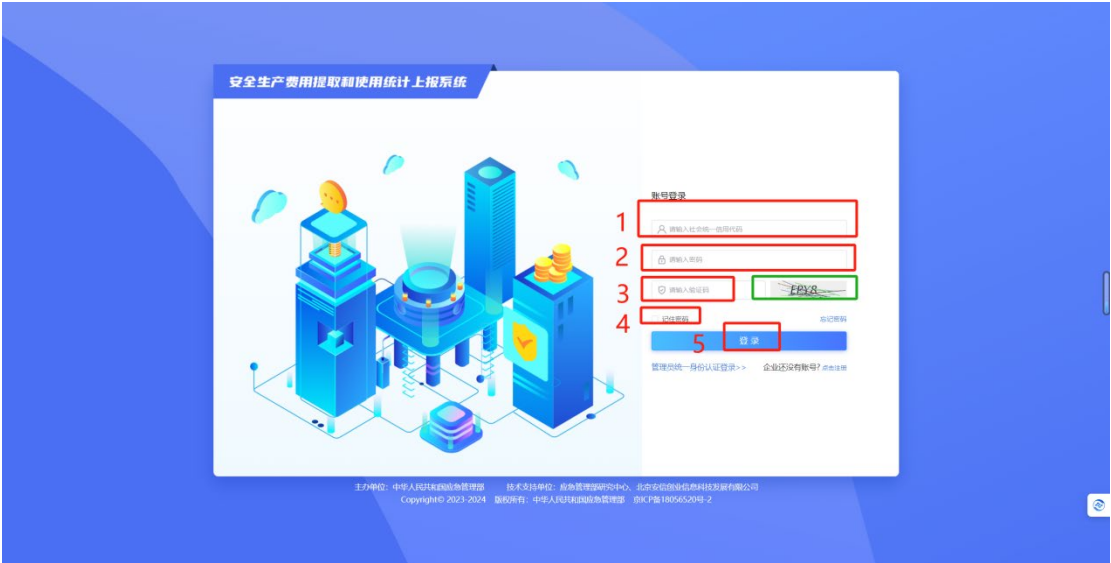 安全生产费用提取和使用统计上报系统
账号登录
1 请输入社会统一信用代码
2 请输入密码
3 请输入验证码 EPV8
4 记住密码 忘记密码
5 登录
管理员统一身份认证登录>> 企业还没有账号? 点击注册
主办单位：中华人民共和国应急管理部 技术支持单位：应急管理部研究中心、北京安信创业信息科技发展有限公司
Copyright© 2023-2024 版权所有：中华人民共和国应急管理部 京ICP备18056520号-2